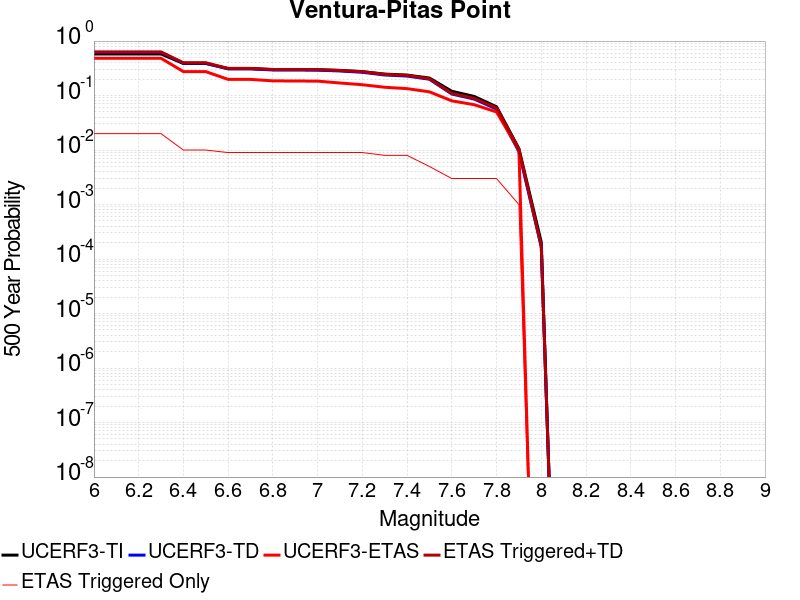 Ventura-Pitas Point
10^0
10^-1
10^-2
10^-3
10^-4
10^-5
10^-6
10^-7
10^-8
500 Year Probability
6 6.2 6.4 6.6 6.8 7 7.2 7.4 7.6 7.8 8 8.2 8.4 8.6 8.8 9
Magnitude
UCERF3-TI UCERF3-TD UCERF3-ETAS ETAS Triggered+TD
ETAS Triggered Only